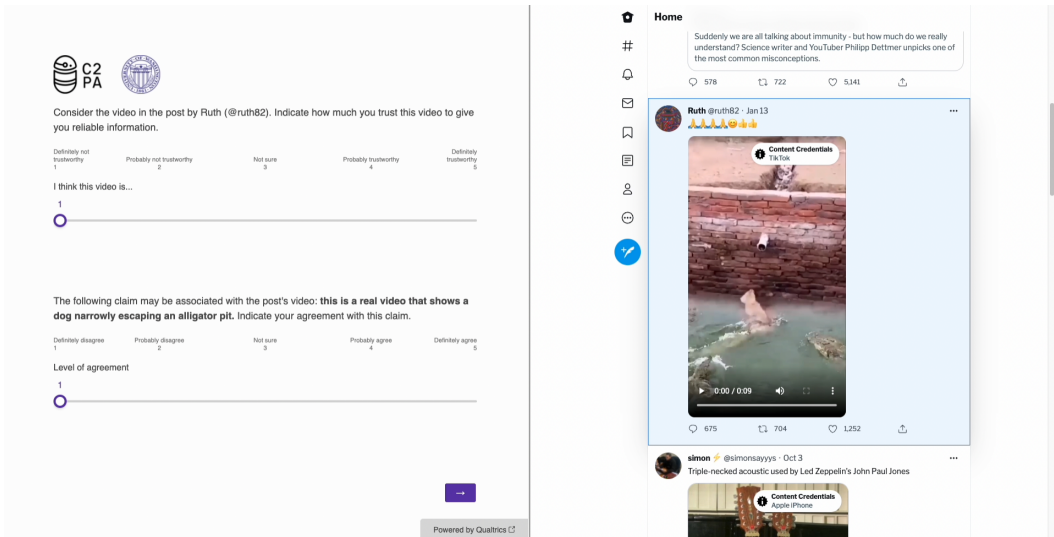 C2
PA
UNIVERSITY OF WASHINGTON
1861
Consider the video in the post by Ruth (@ruth82). Indicate how much you trust this video to give
you reliable information.
Definitely not
trustworthy
1
Probably not trustworthy
2
Not sure
3
Probably trustworthy
4
Definitely
trustworthy
5
I think this video is...
1
The following claim may be associated with the post's video: this is a real video that shows a
dog narrowly escaping an alligator pit. Indicate your agreement with this claim.
Definitely disagree
1
Probably disagree
2
Not sure
3
Probably agree
4
Definitely agree
5
Level of agreement
1
→
Powered by Qualtrics
Home
Suddenly we are all talking about immunity - but how much do we really
understand? Science writer and YouTuber Philipp Dettmer unpicks one of
the most common misconceptions.
578 722 5,141
Ruth @ruth82 · Jan 13
🙏🙏🙏🙏😊👍👍
Content Credentials
TikTok
0:00 / 0:09
675 704 1,252
simon ⚡ @simonsayyys · Oct 3
Triple-necked acoustic used by Led Zeppelin's John Paul Jones
Content Credentials
Apple iPhone